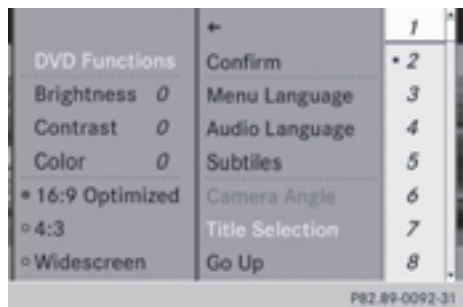 DVD Functions
Brightness 0
Contrast 0
Color 0
16:9 Optimized
4:3
Widescreen
←
Confirm
Menu Language
Audio Language
Subtiles
Camera Angle
Title Selection
Go Up
1
• 2
3
4
5
6
7
8
P82.89-0092-31